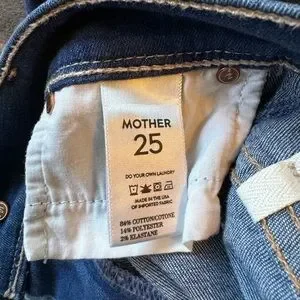 MOTHER
25
DO YOUR OWN LAUNDRY
MADE IN THE USA
OF IMPORTED FABRIC
84% COTTON/COTONE
14% POLYESTER
2% ELASTANE